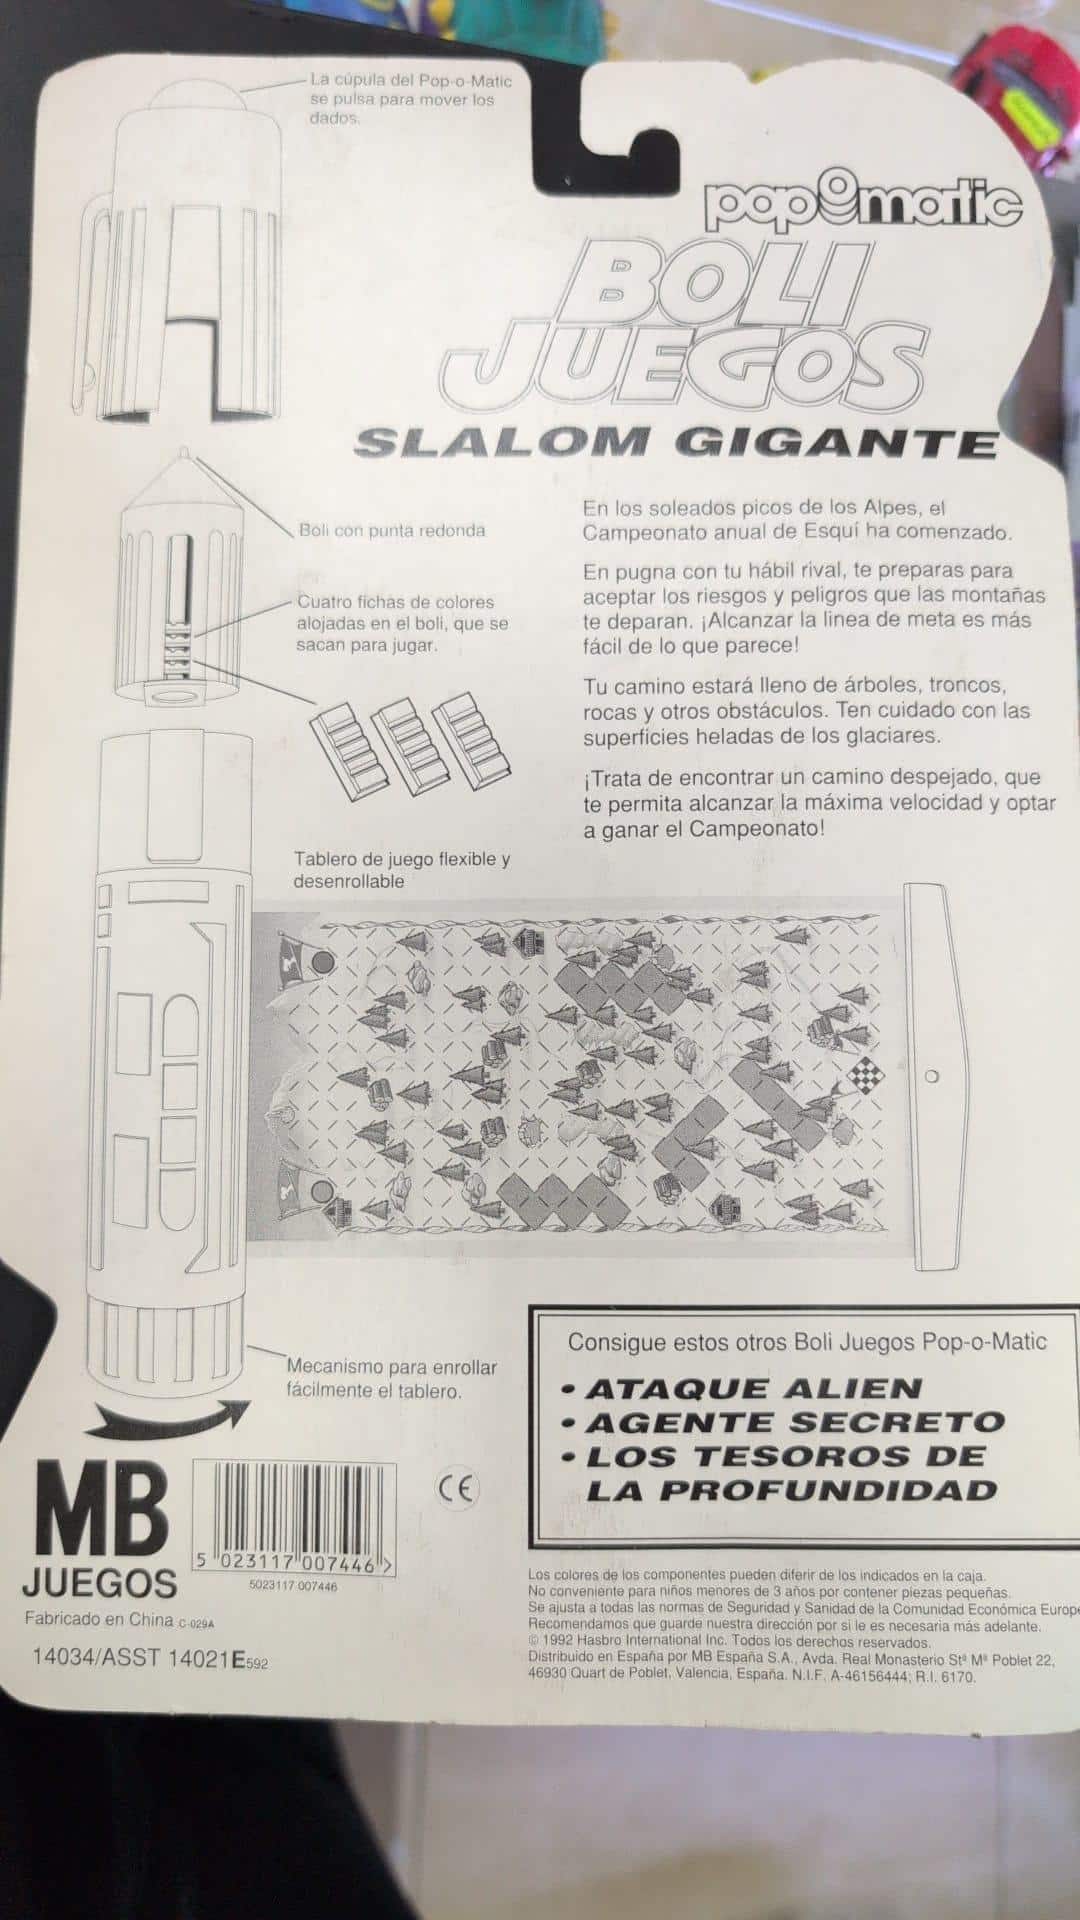 La cúpula del Pop-o-Matic
se pulsa para mover los
dados.
popomatic
BOLI
JUEGOS
SLALOM GIGANTE
Boli con punta redonda
Cuatro fichas de colores
alojadas en el boli, que se
sacan para jugar.
En los soleados picos de los Alpes, el
Campeonato anual de Esquí ha comenzado.
En pugna con tu hábil rival, te preparas para
aceptar los riesgos y peligros que las montañas
te deparan. ¡Alcanzar la linea de meta es más
fácil de lo que parece!
Tu camino estará lleno de árboles, troncos,
rocas y otros obstáculos. Ten cuidado con las
superficies heladas de los glaciares.
¡Trata de encontrar un camino despejado, que
te permita alcanzar la máxima velocidad y optar
a ganar el Campeonato!
Tablero de juego flexible y
desenrollable
Mecanismo para enrollar
fácilmente el tablero.
Consigue estos otros Boli Juegos Pop-o-Matic
• ATAQUE ALIEN
• AGENTE SECRETO
• LOS TESOROS DE
LA PROFUNDIDAD
MB
JUEGOS
5 023117 007446 >
5023117 007446
CE
Fabricado en China C-029A
14034/ASST 14021E592
Los colores de los componentes pueden diferir de los indicados en la caja.
No conveniente para niños menores de 3 años por contener piezas pequeñas.
Se ajusta a todas las normas de Seguridad y Sanidad de la Comunidad Económica Europe
Recomendamos que guarde nuestra dirección por si le es necesaria más adelante.
© 1992 Hasbro International Inc. Todos los derechos reservados.
Distribuido en España por MB España S.A., Avda. Real Monasterio Stª Mª Poblet 22,
46930 Quart de Poblet, Valencia, España. N.I.F. A-46156444; R.I. 6170.